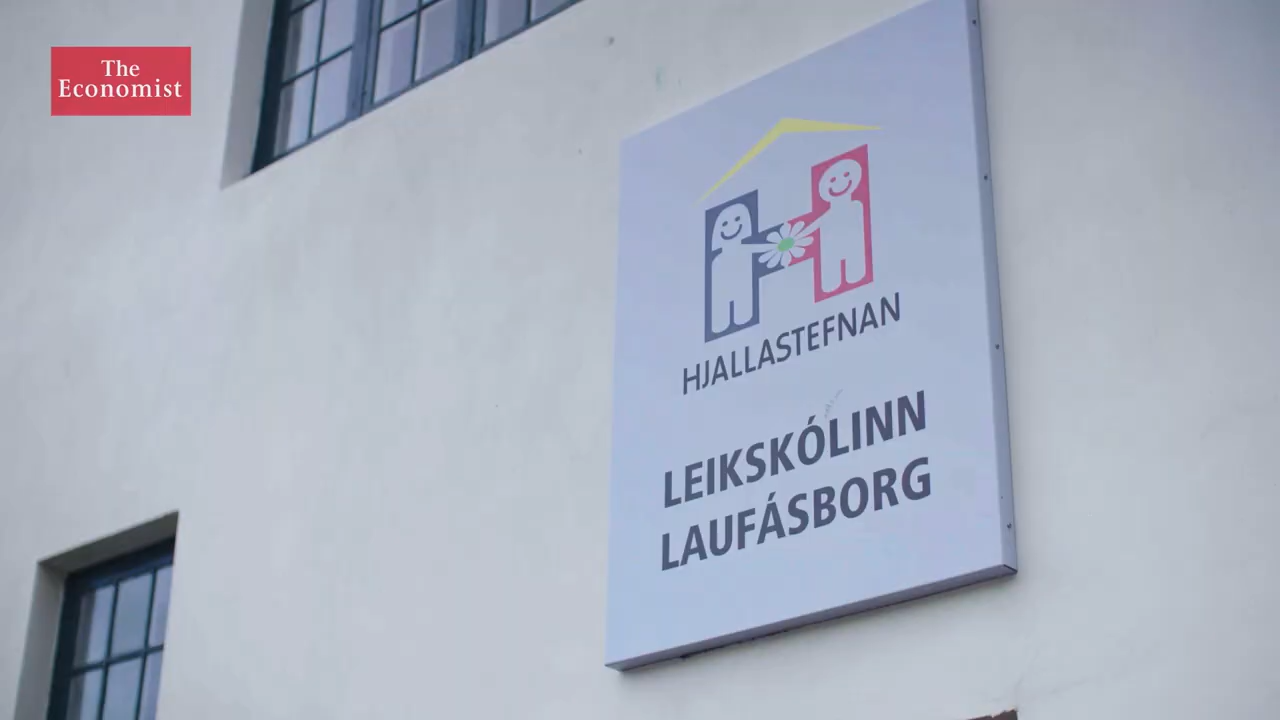 The
Economist
HJALLASTEFNAN
LEIKSKÓLINN
LAUFÁSBORG